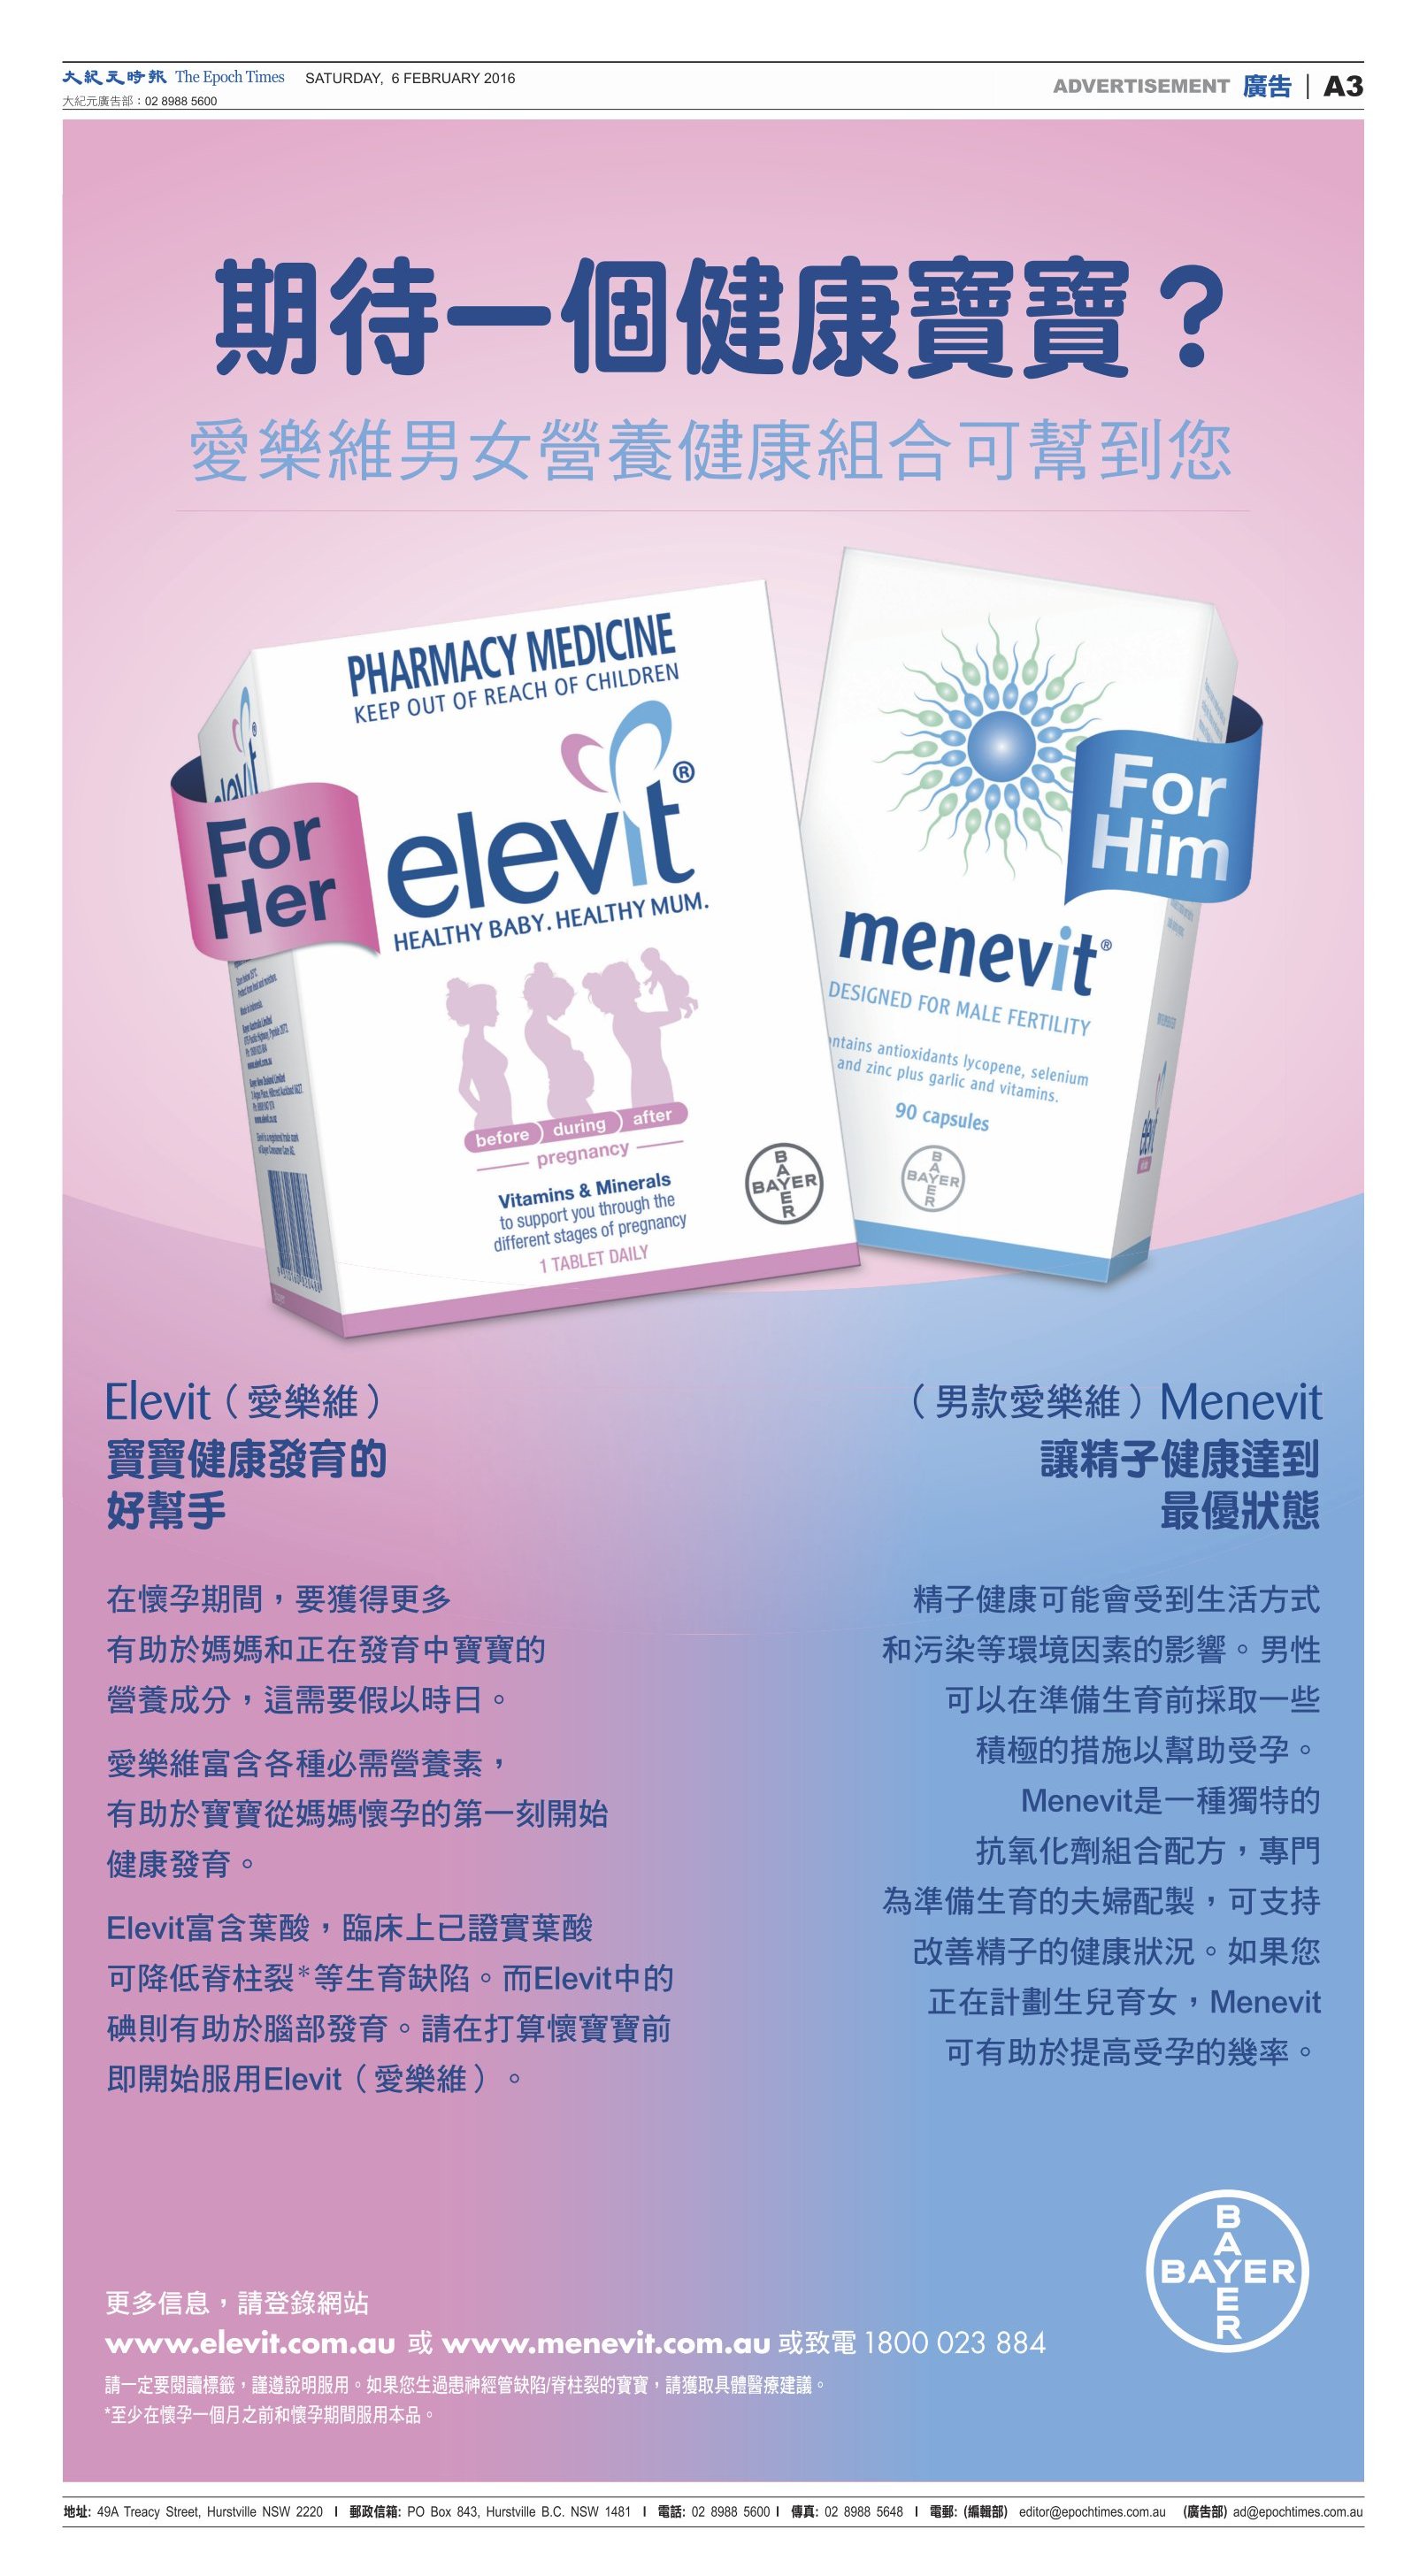 大紀元時報 The Epoch Times SATURDAY, 6 FEBRUARY 2016
大紀元廣告部：02 8988 5600
ADVERTISEMENT 廣告 | A3
期待一個健康寶寶？
愛樂維男女營養健康組合可幫到您
PHARMACY MEDICINE
KEEP OUT OF REACH OF CHILDREN
elevit®
HEALTHY BABY. HEALTHY MUM.
For
Her
before during after
pregnancy
Vitamins & Minerals
to support you through the
different stages of pregnancy
1 TABLET DAILY
BAYER
BAYER
For
Him
menevit®
DESIGNED FOR MALE FERTILITY
antioxidants lycopene, selenium
and zinc plus garlic and vitamins.
90 capsules
BAYER
BAYER
Elevit（愛樂維）
寶寶健康發育的
好幫手
在懷孕期間，要獲得更多
有助於媽媽和正在發育中寶寶的
營養成分，這需要假以時日。
愛樂維富含各種必需營養素，
有助於寶寶從媽媽懷孕的第一刻開始
健康發育。
Elevit富含葉酸，臨床上已證實葉酸
可降低脊柱裂*等生育缺陷。而Elevit中的
碘則有助於腦部發育。請在打算懷寶寶前
即開始服用Elevit（愛樂維）。
（男款愛樂維）Menevit
讓精子健康達到
最優狀態
精子健康可能會受到生活方式
和污染等環境因素的影響。男性
可以在準備生育前採取一些
積極的措施以幫助受孕。
Menevit是一種獨特的
抗氧化劑組合配方，專門
為準備生育的夫婦配製，可支持
改善精子的健康狀況。如果您
正在計劃生兒育女，Menevit
可有助於提高受孕的幾率。
BAYER
BAYER
更多信息，請登錄網站
www.elevit.com.au 或 www.menevit.com.au 或致電 1800 023 884
請一定要閱讀標籤，謹遵說明服用。如果您生過患神經管缺陷/脊柱裂的寶寶，請獲取具體醫療建議。
*至少在懷孕一個月之前和懷孕期間服用本品。
地址: 49A Treacy Street, Hurstville NSW 2220 | 郵政信箱: PO Box 843, Hurstville B.C. NSW 1481 | 電話: 02 8988 5600 | 傳真: 02 8988 5648 | 電郵: (編輯部) editor@epochtimes.com.au (廣告部) ad@epochtimes.com.au